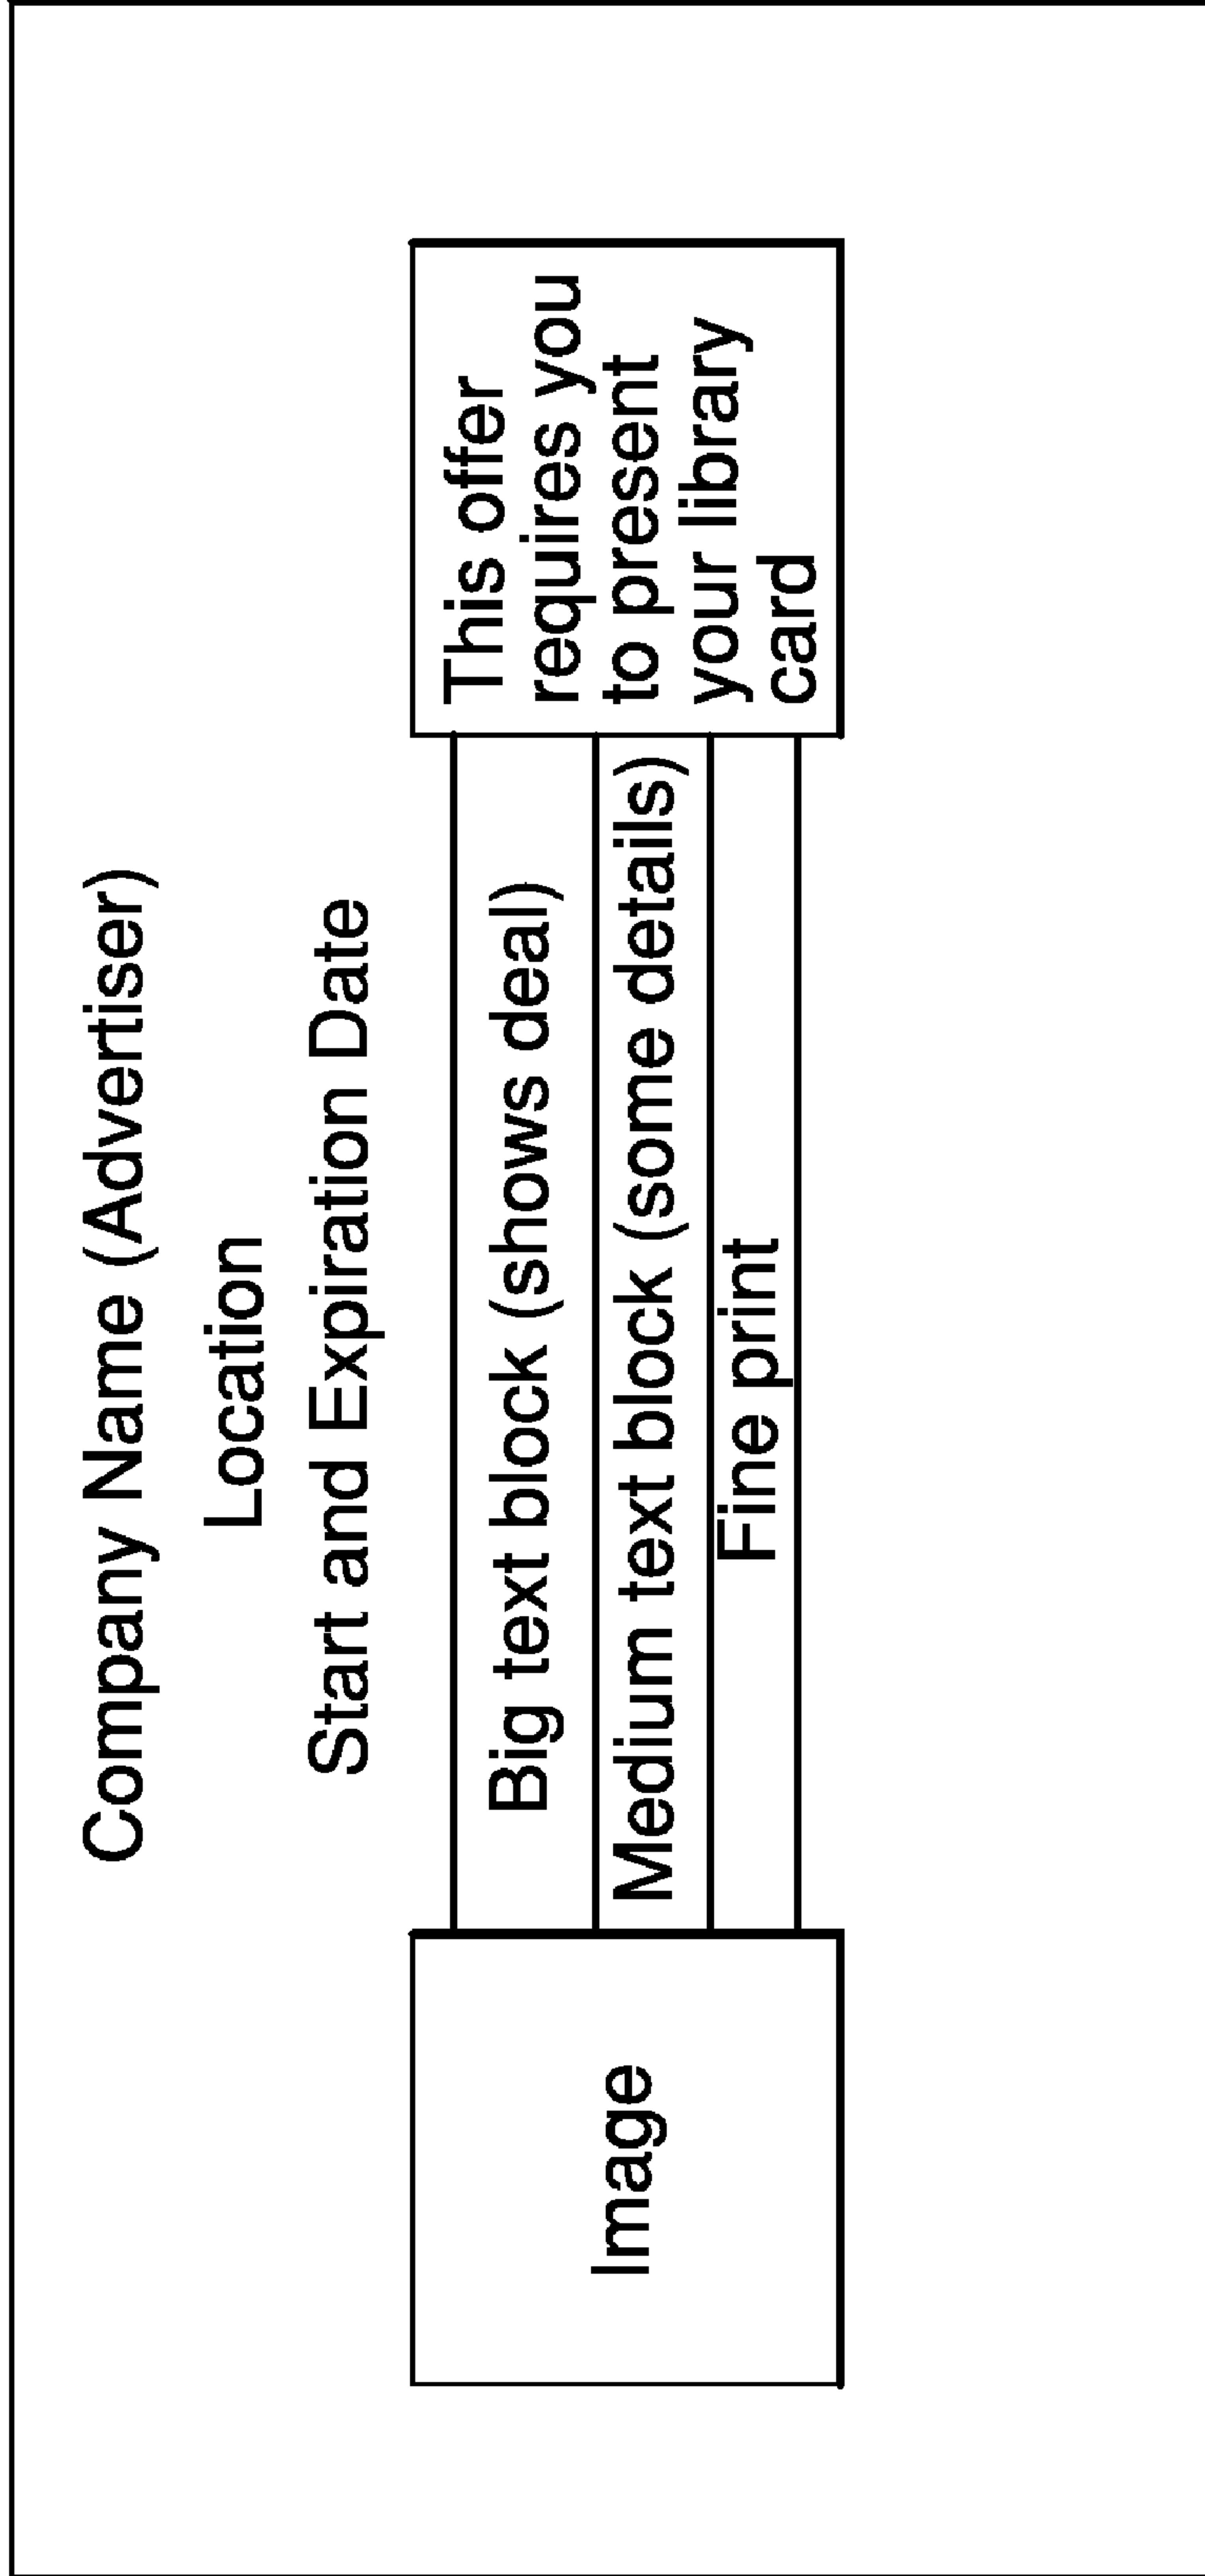 Company Name (Advertiser)
Location
Start and Expiration Date
Image
Big text block (shows deal)
Medium text block (some details)
Fine print
This offer
requires you
to present
your library
card